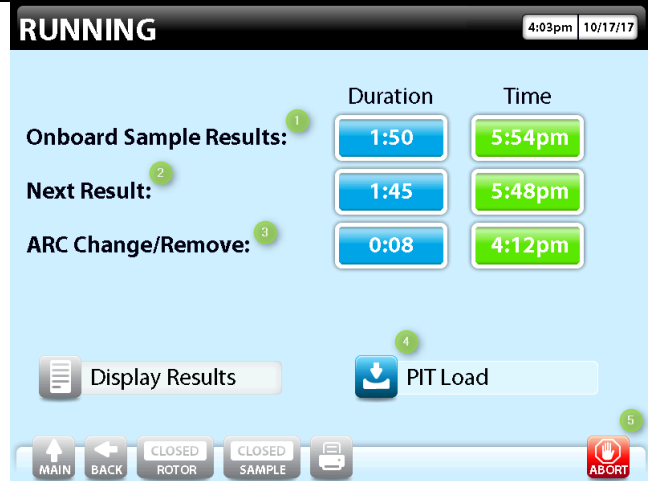 RUNNING
4:03pm 10/17/17
Duration Time
Onboard Sample Results: 1 1:50 5:54pm
Next Result: 2 1:45 5:48pm
ARC Change/Remove: 3 0:08 4:12pm
4
Display Results PIT Load
5
MAIN BACK CLOSED ROTOR CLOSED SAMPLE ABORT